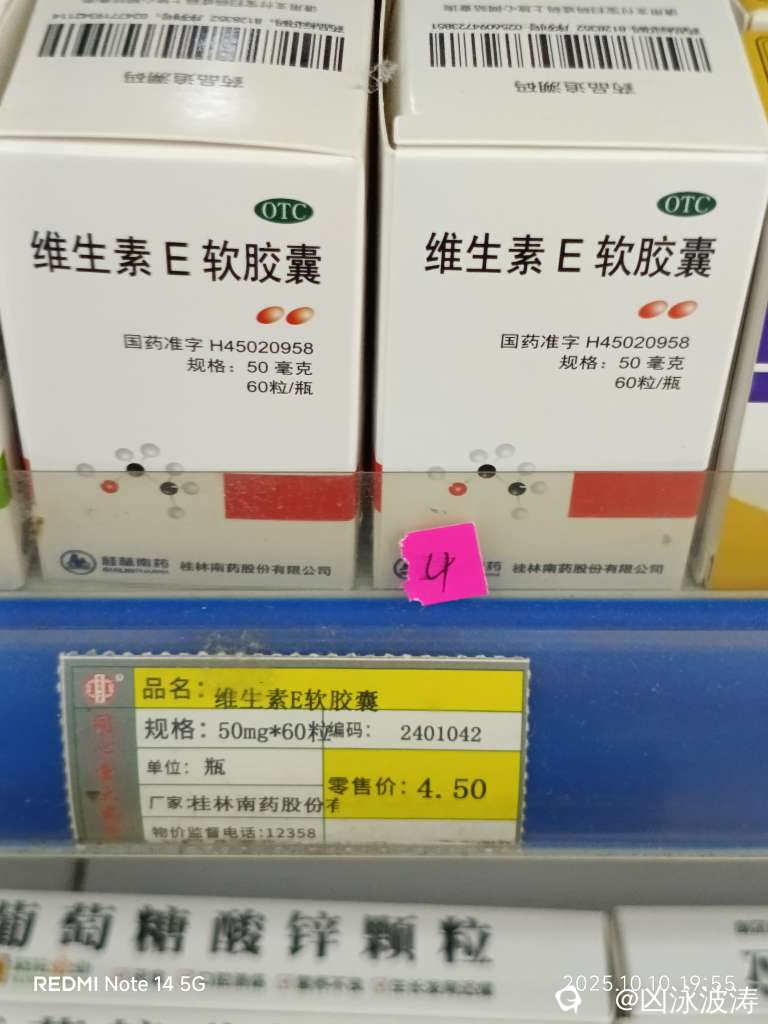 药品追溯码
药品追溯码
OTC
维生素E软胶囊
国药准字 H45020958
规格：50 毫克
60粒/瓶
桂林南药
桂林南药股份有限公司
OTC
维生素E软胶囊
国药准字 H45020958
规格：50 毫克
60粒/瓶
药 桂林南药股份有限公司
4
品名：维生素E软胶囊
规格：50mg*60粒 编码： 2401042
单位：瓶
零售价：4.50
厂家:桂林南药股份有
物价监督电话:12358
葡萄糖酸锌颗粒
REDMI Note 14 5G
2025.10.10 19:55
@凶泳波涛